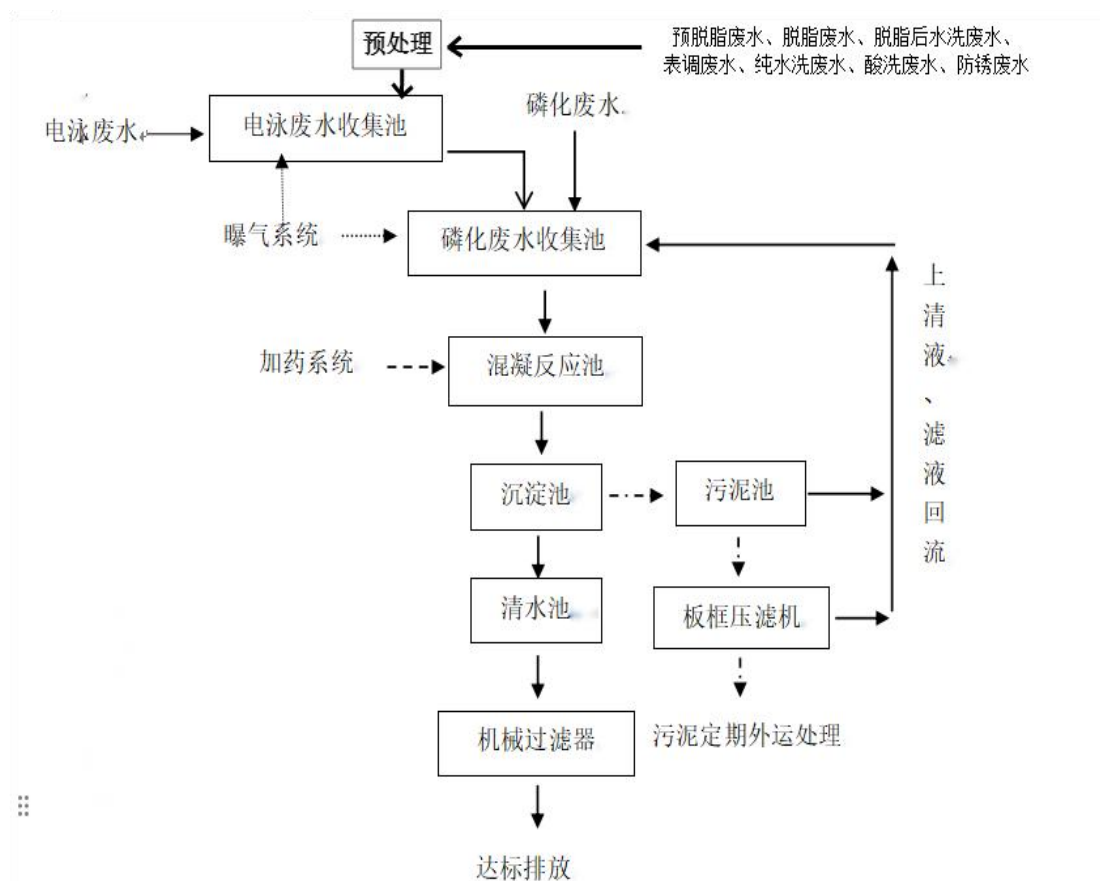 预处理
预脱脂废水、脱脂废水、脱脂后水洗废水、
表调废水、纯水洗废水、酸洗废水、防锈废水
电泳废水
电泳废水收集池
磷化废水
曝气系统
磷化废水收集池
加药系统
混凝反应池
沉淀池
污泥池
清水池
板框压滤机
上清液、滤液回流
机械过滤器
污泥定期外运处理
达标排放